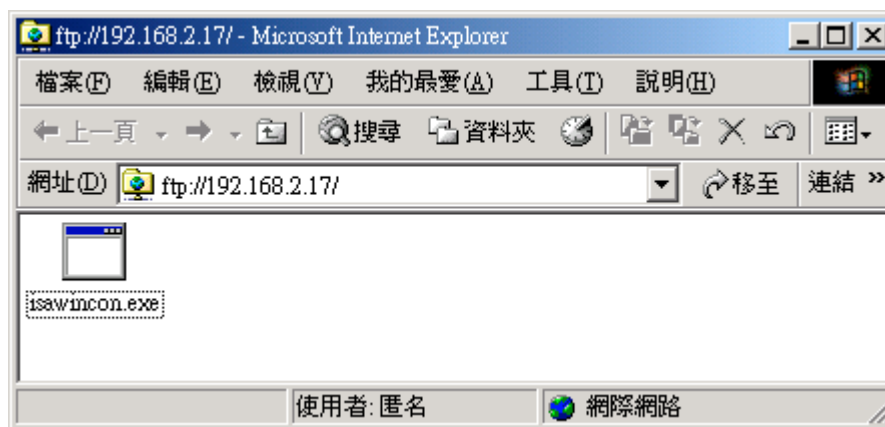 ftp://192.168.2.17/ - Microsoft Internet Explorer
檔案(F) 編輯(E) 檢視(V) 我的最愛(A) 工具(T) 說明(H)
上一頁 搜尋 資料夾
網址(D) ftp://192.168.2.17/ 移至 連結 »
isawincon.exe
使用者: 匿名 網際網路